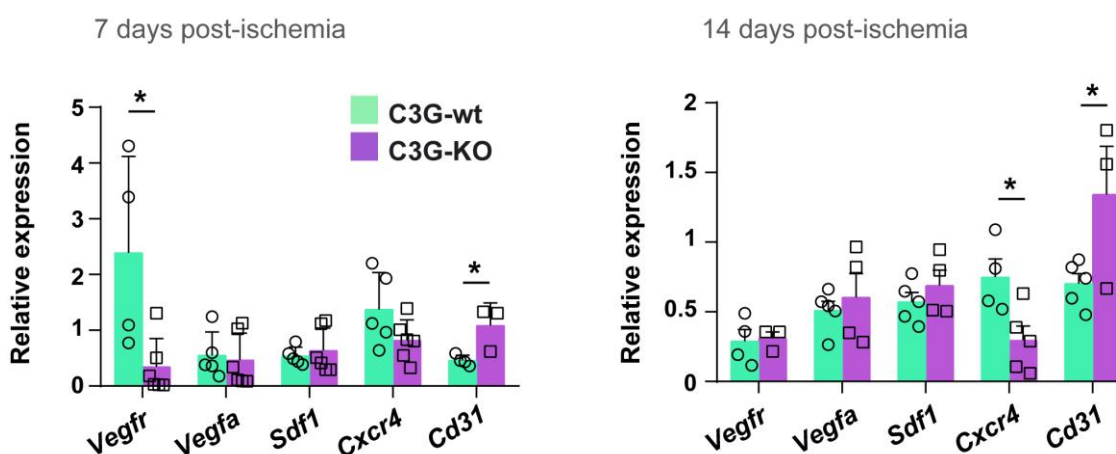 7 days post-ischemia
Relative expression
5
4
3
2
1
0
*
*
C3G-wt
C3G-KO
Vegfr
Vegfa
Sdf1
Cxcr4
Cd31
14 days post-ischemia
Relative expression
2
1.5
1
0.5
0
*
*
Vegfr
Vegfa
Sdf1
Cxcr4
Cd31